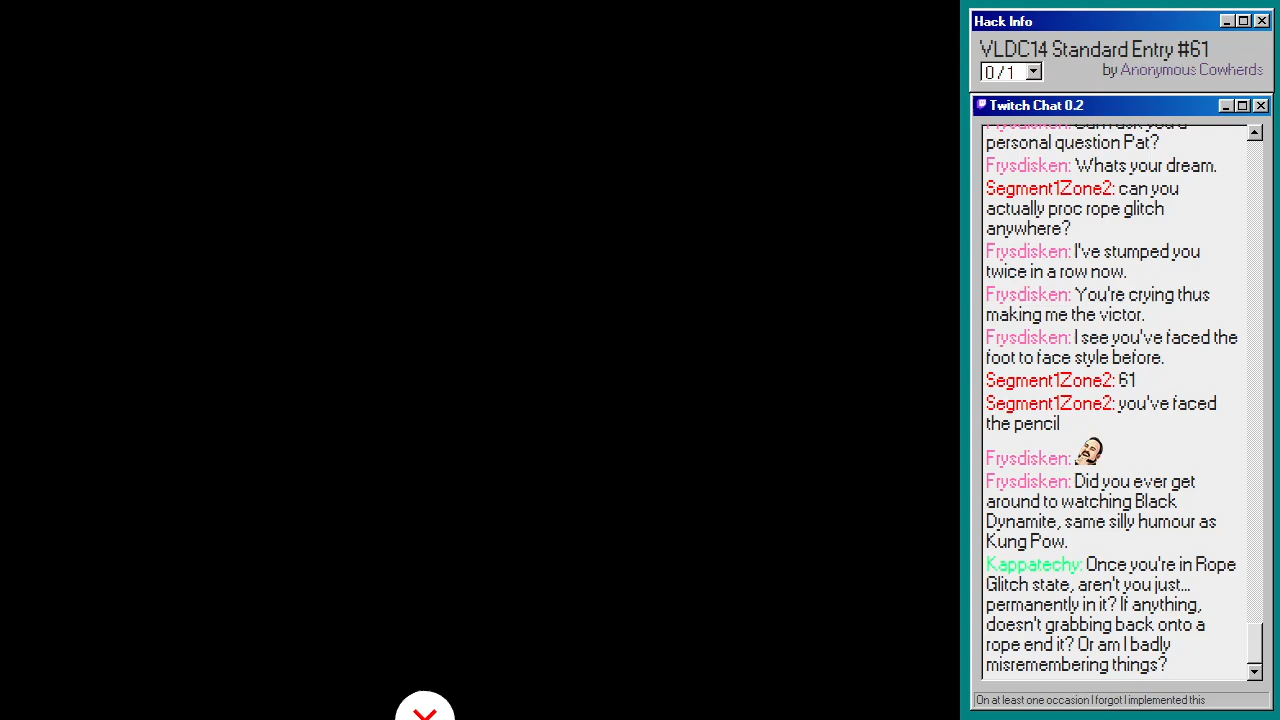 Hack Info
VLDC14 Standard Entry #61
0/1
by Anonymous Cowherds
Twitch Chat 0.2
personal question Pat?
Frysdisken: Whats your dream.
Segment1Zone2: can you
actually proc rope glitch
anywhere?
Frysdisken: I've stumped you
twice in a row now.
Frysdisken: You're crying thus
making me the victor.
Frysdisken: I see you've faced the
foot to face style before.
Segment1Zone2: 61
Segment1Zone2: you've faced
the pencil
Frysdisken:
Frysdisken: Did you ever get
around to watching Black
Dynamite, same silly humour as
Kung Pow.
Kappatechy: Once you're in Rope
Glitch state, aren't you just...
permanently in it? If anything,
doesn't grabbing back onto a
rope end it? Or am I badly
misremembering things?
On at least one occasion I forgot I implemented this